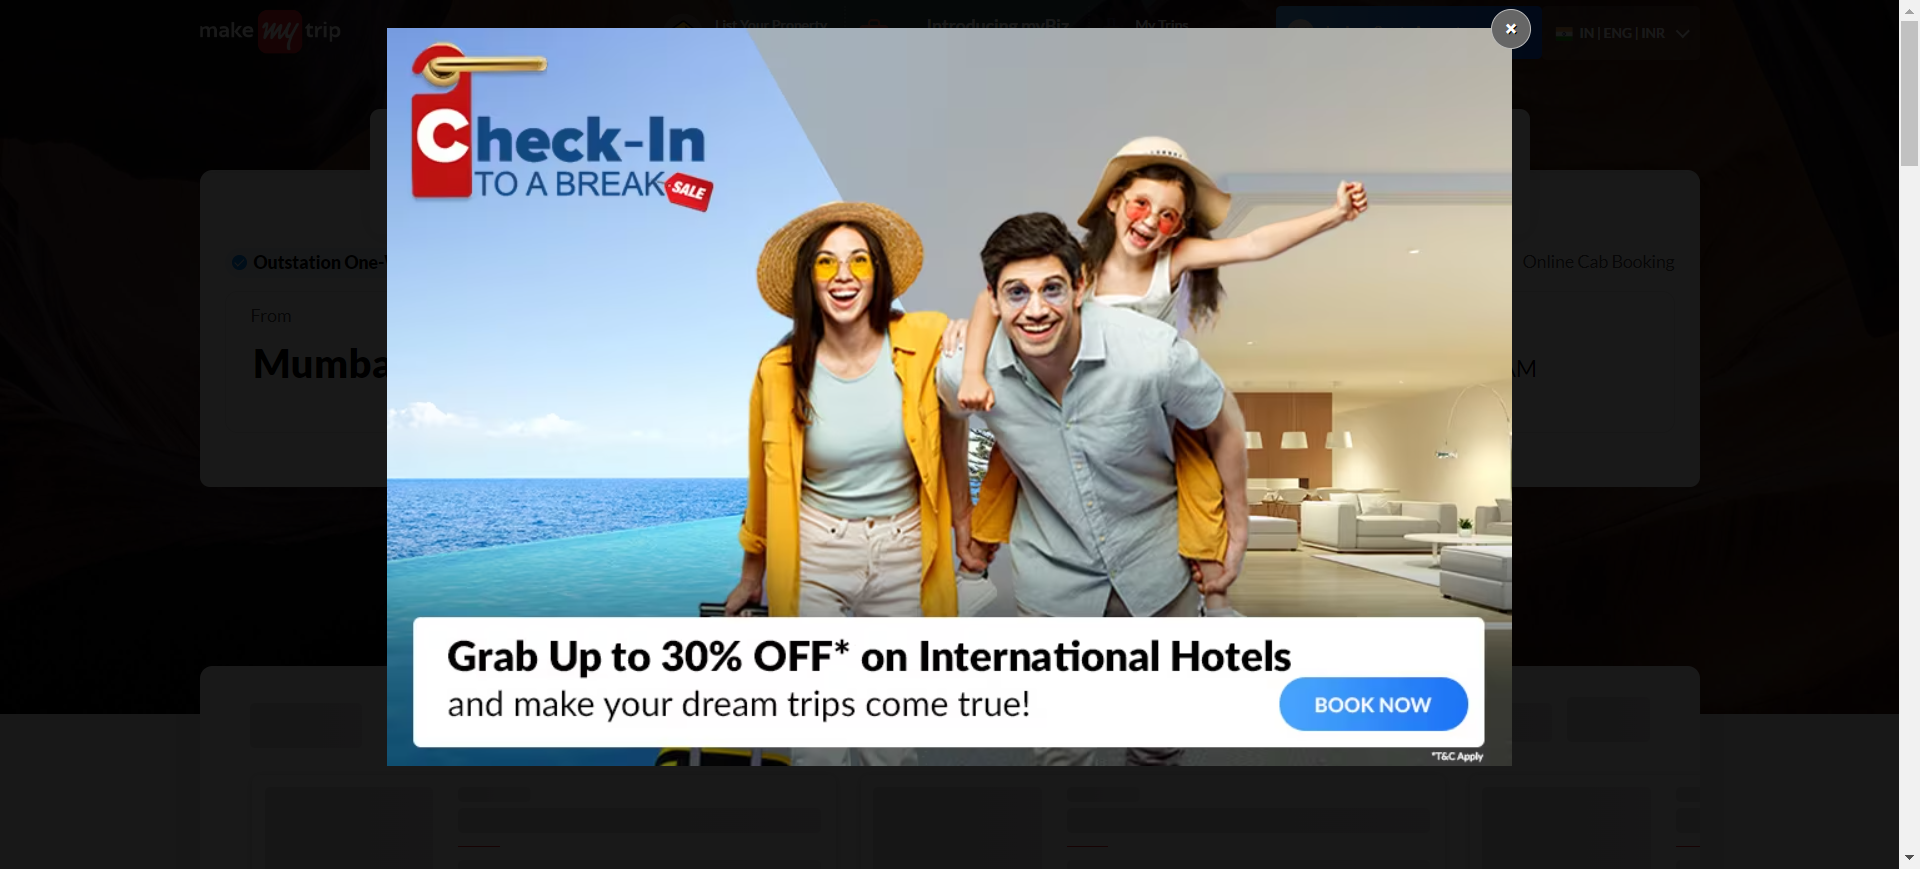 make my trip
List Your Property
Introducing myBiz
My Trips
IN | ENG | INR
Check-In
TO A BREAK
SALE
Outstation One-
Online Cab Booking
From
Mumba
AM
Grab Up to 30% OFF* on International Hotels
and make your dream trips come true!
BOOK NOW
*T&C Apply